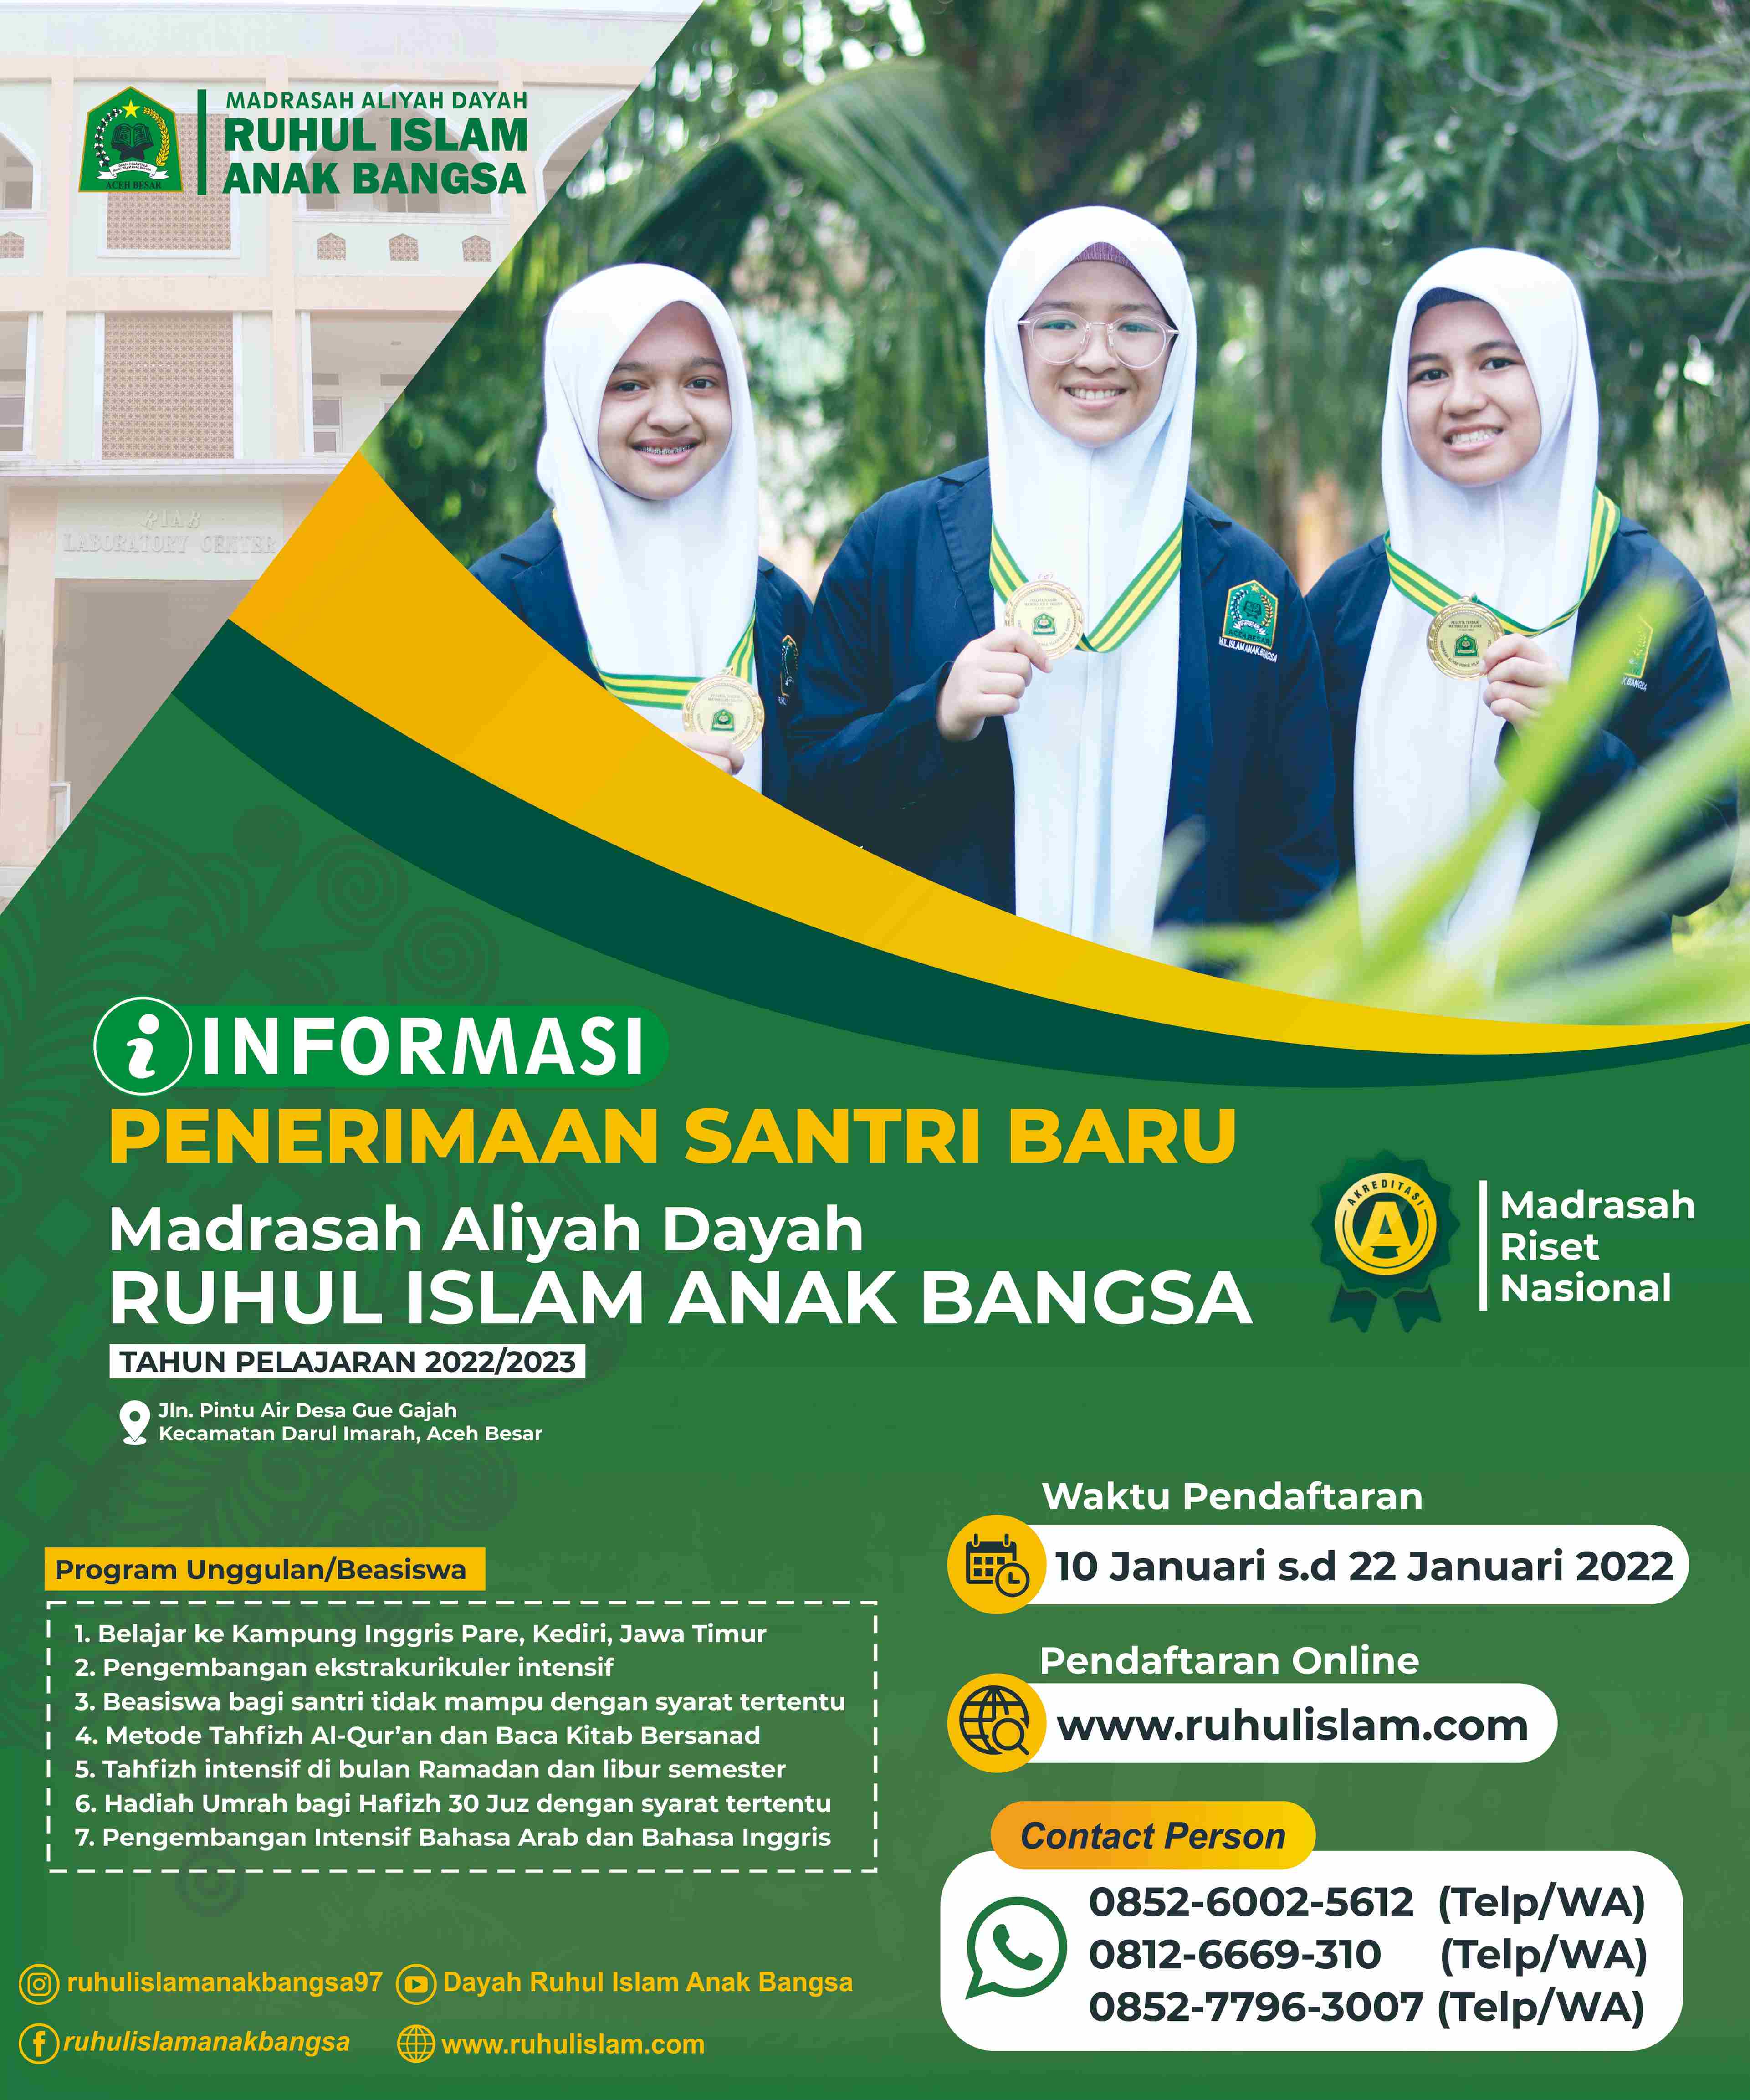 MADRASAH ALIYAH DAYAH
RUHUL ISLAM
ANAK BANGSA
ACEH BESAR
RIAB
LABORATORY CENTER
ACEH BESAR
BANGSA
i INFORMASI
PENERIMAAN SANTRI BARU
Madrasah Aliyah Dayah
RUHUL ISLAM ANAK BANGSA
TAHUN PELAJARAN 2022/2023
Jln. Pintu Air Desa Gue Gajah
Kecamatan Darul Imarah, Aceh Besar
AKREDITASI
A
Madrasah
Riset
Nasional
Program Unggulan/Beasiswa
1. Belajar ke Kampung Inggris Pare, Kediri, Jawa Timur
2. Pengembangan ekstrakurikuler intensif
3. Beasiswa bagi santri tidak mampu dengan syarat tertentu
4. Metode Tahfizh Al-Qur’an dan Baca Kitab Bersanad
5. Tahfizh intensif di bulan Ramadan dan libur semester
6. Hadiah Umrah bagi Hafizh 30 Juz dengan syarat tertentu
7. Pengembangan Intensif Bahasa Arab dan Bahasa Inggris
Waktu Pendaftaran
10 Januari s.d 22 Januari 2022
Pendaftaran Online
www.ruhulislam.com
Contact Person
0852-6002-5612 (Telp/WA)
0812-6669-310 (Telp/WA)
0852-7796-3007 (Telp/WA)
ruhulislamanakbangsa97
Dayah Ruhul Islam Anak Bangsa
ruhulislamanakbangsa
www.ruhulislam.com